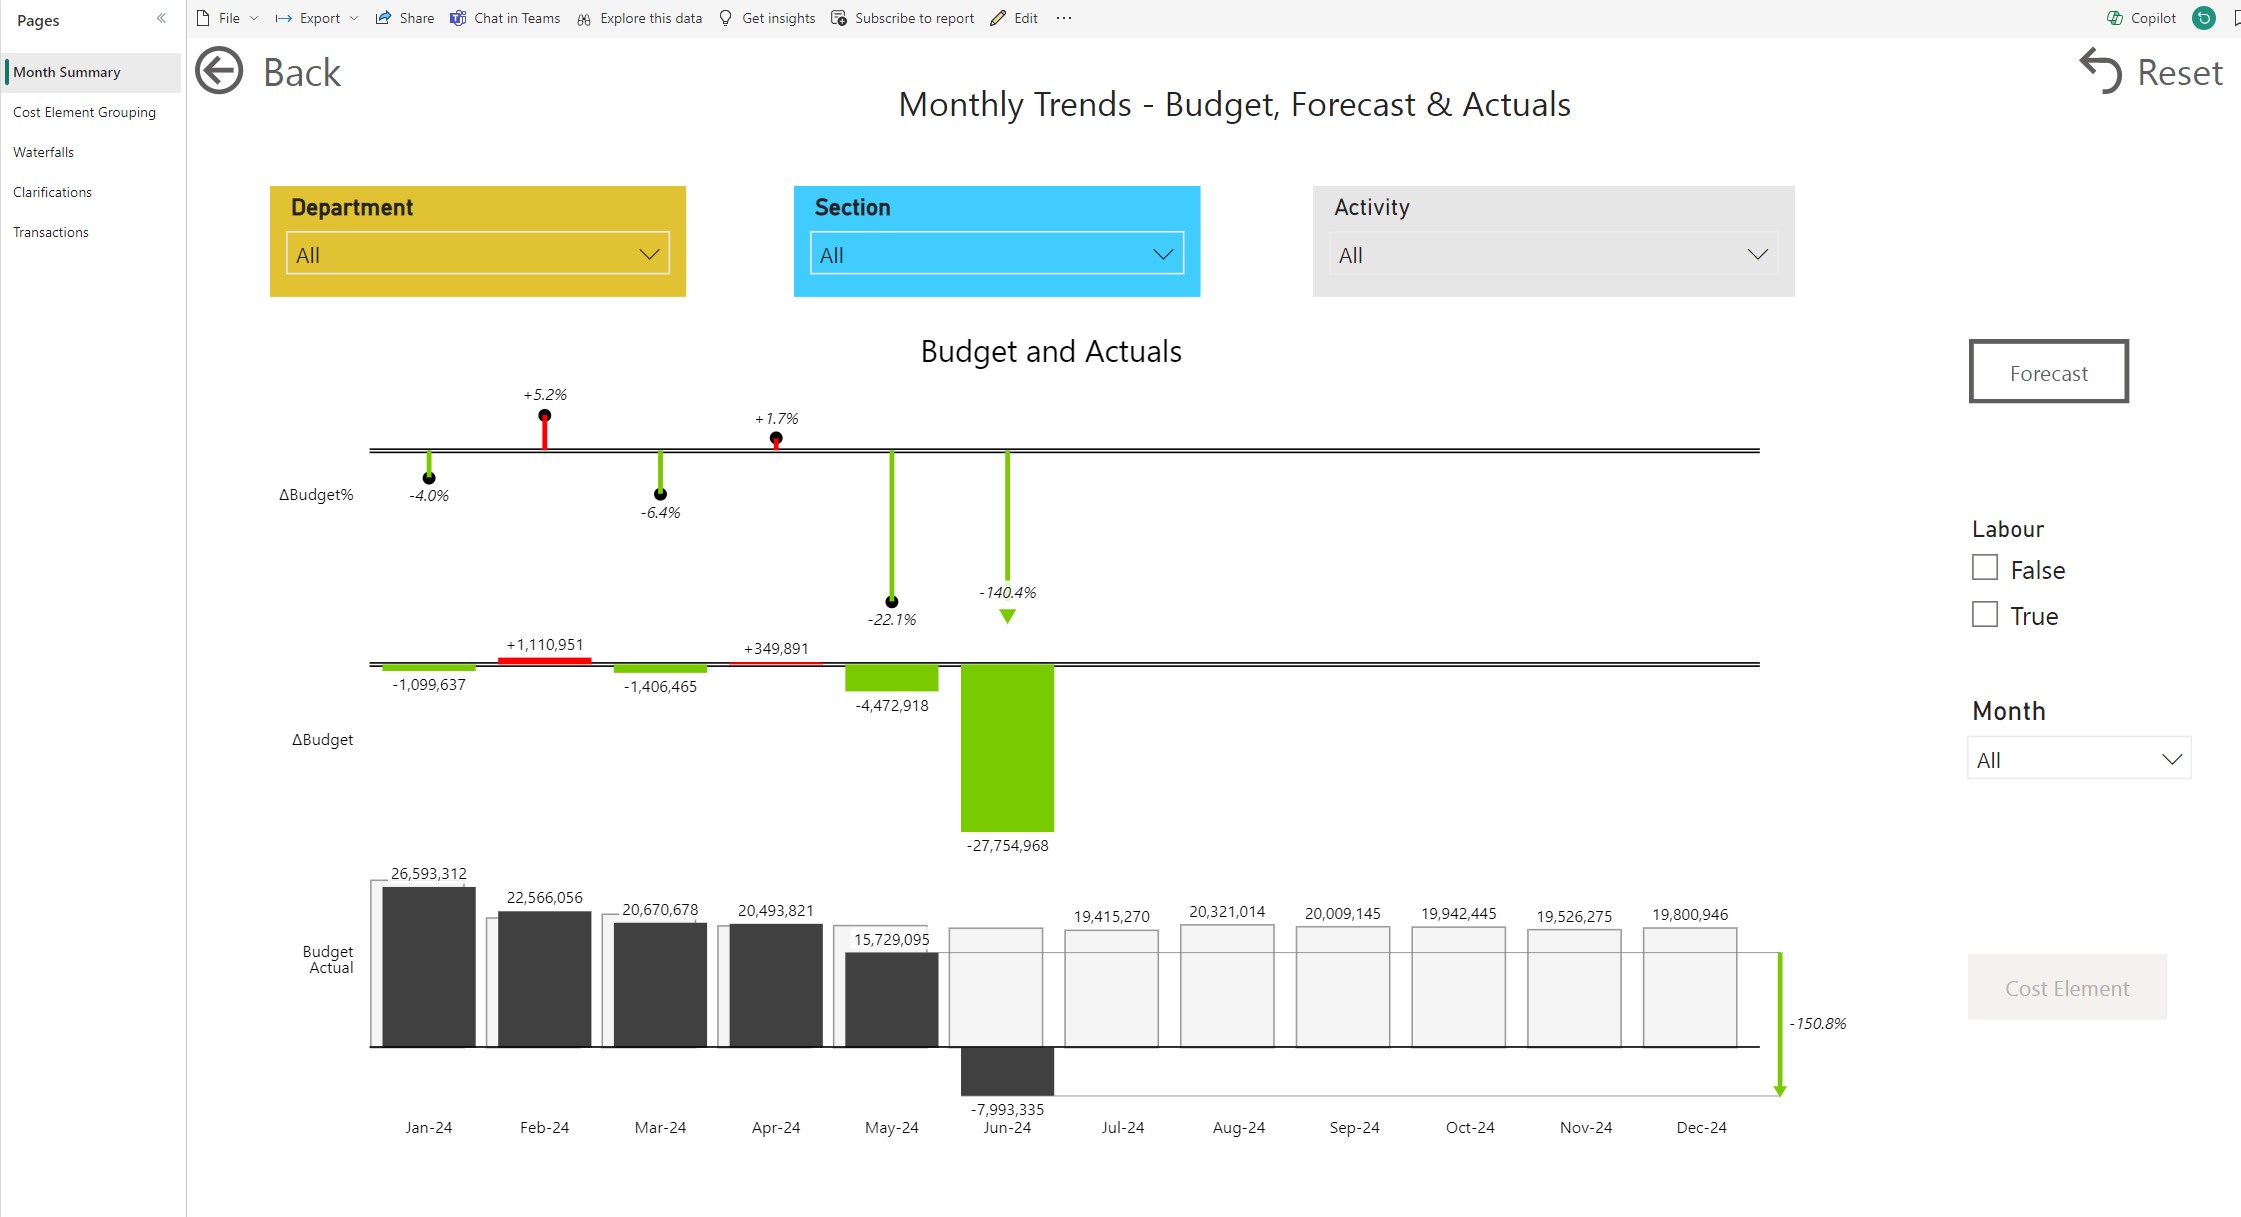 Pages
File
Export
Share
Chat in Teams
Explore this data
Get insights
Subscribe to report
Edit
...
Copilot
Month Summary
Cost Element Grouping
Waterfalls
Clarifications
Transactions
Back
Reset
Monthly Trends - Budget, Forecast & Actuals
Department
All
Section
All
Activity
All
Budget and Actuals
Forecast
+5.2%
+1.7%
ΔBudget%
-4.0%
-6.4%
-22.1%
-140.4%
Labour
False
True
+1,110,951
+349,891
-1,099,637
-1,406,465
-4,472,918
-27,754,968
ΔBudget
Month
All
26,593,312
22,566,056
20,670,678
20,493,821
15,729,095
19,415,270
20,321,014
20,009,145
19,942,445
19,526,275
19,800,946
Budget
Actual
Cost Element
-150.8%
-7,993,335
Jan-24
Feb-24
Mar-24
Apr-24
May-24
Jun-24
Jul-24
Aug-24
Sep-24
Oct-24
Nov-24
Dec-24